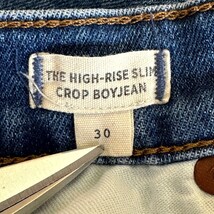 THE HIGH-RISE SLIM
CROP BOYJEAN
30